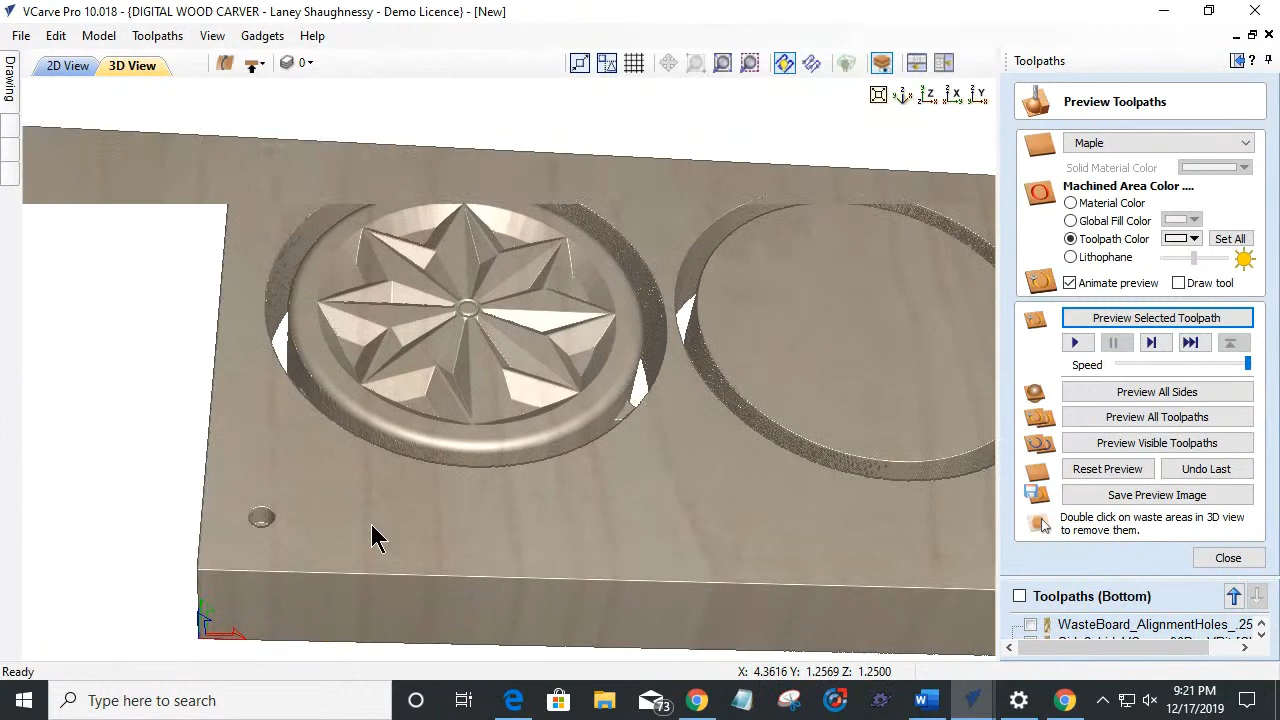 VCarve Pro 10.018 - {DIGITAL WOOD CARVER - Laney Shaughnessy - Demo Licence} - [New]
File Edit Model Toolpaths View Gadgets Help
2D View 3D View
0
Drawing
Z X Y
Toolpaths
?
Preview Toolpaths
Maple
Solid Material Color
Machined Area Color ....
Material Color
Global Fill Color
Toolpath Color Set All
Lithophane
Animate preview Draw tool
Preview Selected Toolpath
Speed
Preview All Sides
Preview All Toolpaths
Preview Visible Toolpaths
Reset Preview Undo Last
Save Preview Image
Double click on waste areas in 3D view
to remove them.
Close
Toolpaths (Bottom)
WasteBoard_AlignmentHoles_.25
Ready
X: 4.3616 Y: 1.2569 Z: 1.2500
Type here to search
73
9:21 PM
12/17/2019